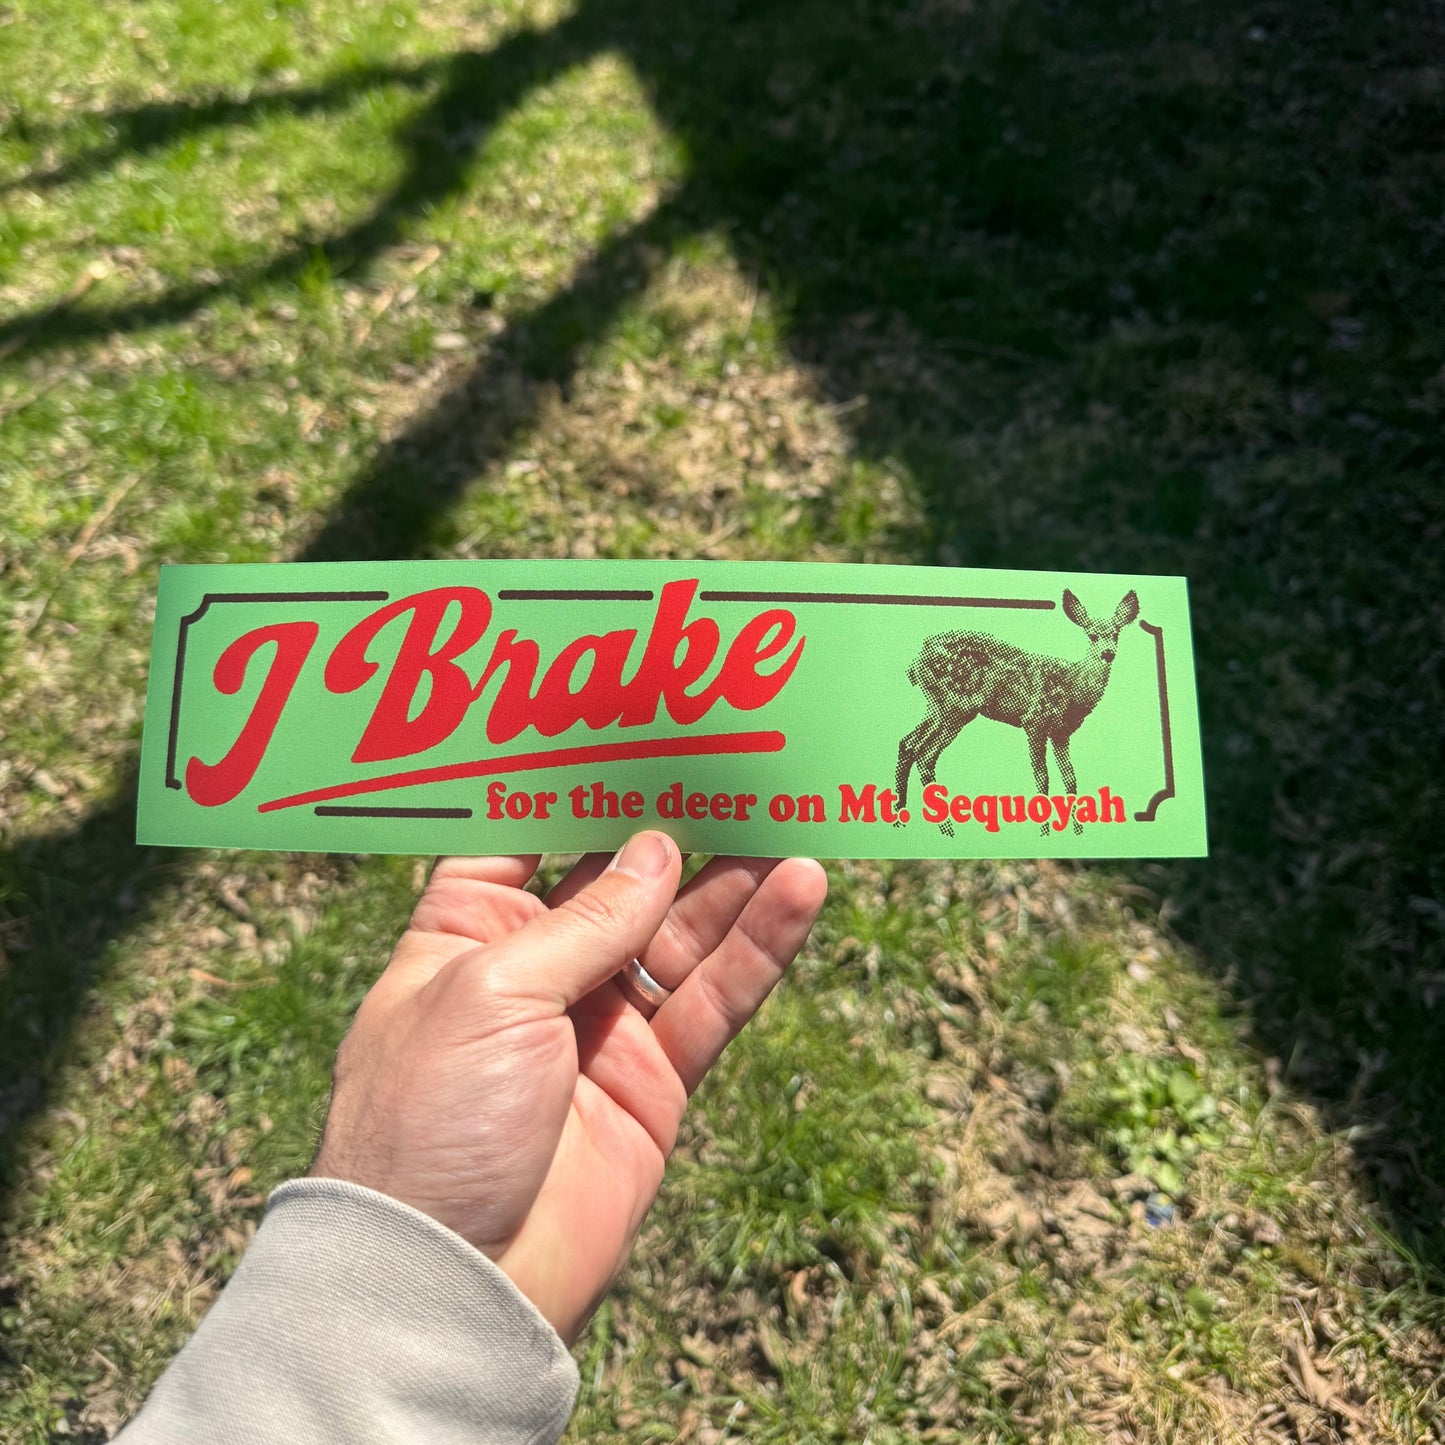 I Brake
for the deer on Mt. Sequoyah